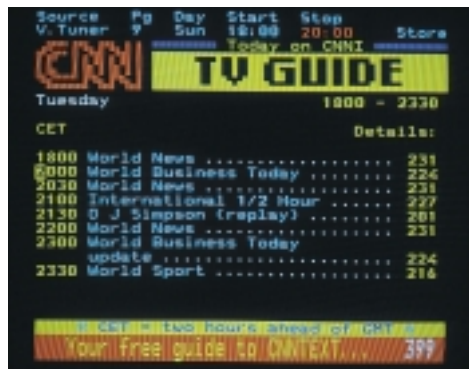 Source Pg Day Start Stop
V.Tuner 9 Sun 18:00 20:00 Store
Today on CNNI
CNN TV GUIDE
Tuesday 1800 - 2330
CET Details:
1800 World News .................... 231
6000 World Business Today .......... 224
2030 World News .................... 231
2100 International 1/2 Hour ........ 227
2130 O J Simpson (replay) .......... 201
2200 World News .................... 231
2300 World Business Today
update ................... 224
2330 World Sport ................... 216
CET = two hours ahead of GMT
Your free guide to CNNTEXT... 399